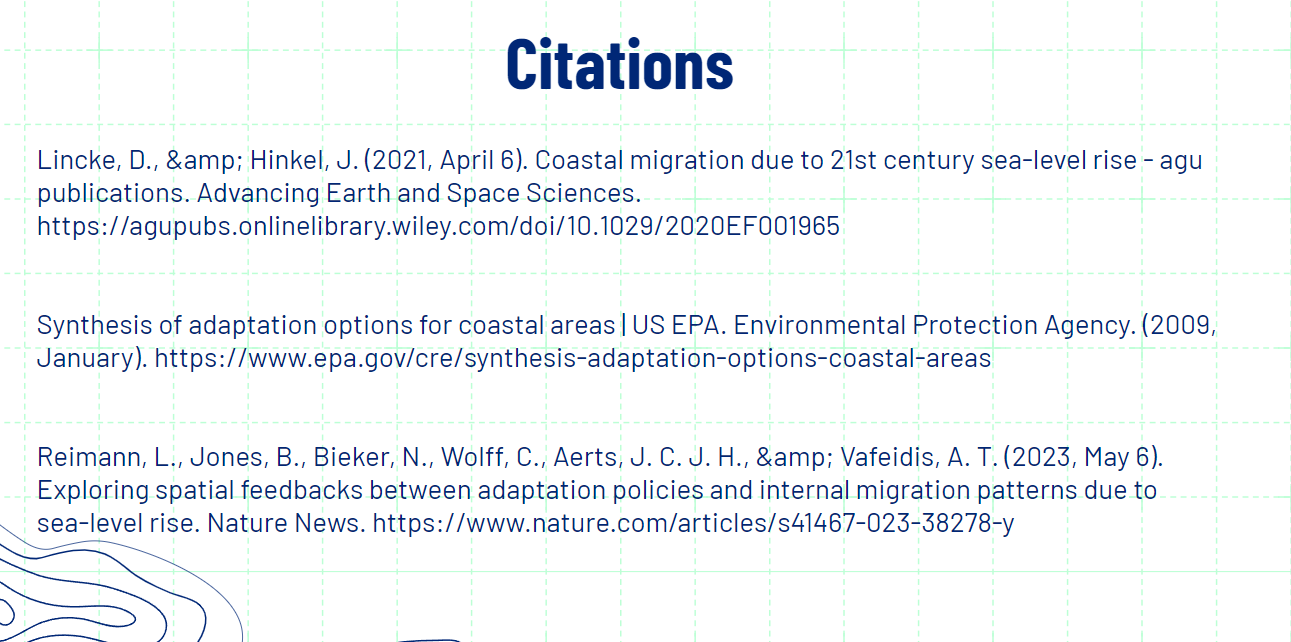 Citations
Lincke, D., &amp; Hinkel, J. (2021, April 6). Coastal migration due to 21st century sea-level rise - agu
publications. Advancing Earth and Space Sciences.
https://agupubs.onlinelibrary.wiley.com/doi/10.1029/2020EF001965
Synthesis of adaptation options for coastal areas | US EPA. Environmental Protection Agency. (2009,
January). https://www.epa.gov/cre/synthesis-adaptation-options-coastal-areas
Reimann, L., Jones, B., Bieker, N., Wolff, C., Aerts, J. C. J. H., &amp; Vafeidis, A. T. (2023, May 6).
Exploring spatial feedbacks between adaptation policies and internal migration patterns due to
sea-level rise. Nature News. https://www.nature.com/articles/s41467-023-38278-y